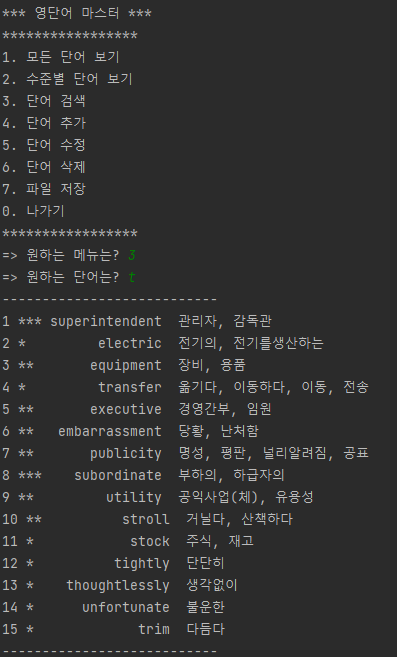 *** 영단어 마스터 ***
*****************
1. 모든 단어 보기
2. 수준별 단어 보기
3. 단어 검색
4. 단어 추가
5. 단어 수정
6. 단어 삭제
7. 파일 저장
0. 나가기
*****************
=> 원하는 메뉴는? 3
=> 원하는 단어는? t
---------------------------
1 *** superintendent  관리자, 감독관
2 *         electric  전기의, 전기를생산하는
3 **       equipment  장비, 용품
4 *         transfer  옮기다, 이동하다, 이동, 전송
5 **       executive  경영간부, 임원
6 **   embarrassment  당황, 난처함
7 **       publicity  명성, 평판, 널리알려짐, 공표
8 ***    subordinate  부하의, 하급자의
9 **         utility  공익사업(체), 유용성
10 **          stroll  거닐다, 산책하다
11 *            stock  주식, 재고
12 *          tightly  단단히
13 *    thoughtlessly  생각없이
14 *      unfortunate  불운한
15 *             trim  다듬다
---------------------------